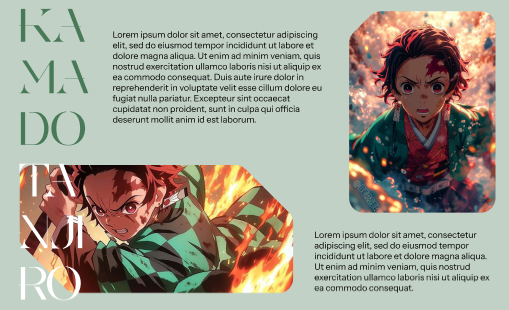 KA
MA
DO
TA
NJI
RO
Lorem ipsum dolor sit amet, consectetur adipiscing
elit, sed do eiusmod tempor incididunt ut labore et
dolore magna aliqua. Ut enim ad minim veniam, quis
nostrud exercitation ullamco laboris nisi ut aliquip ex
ea commodo consequat. Duis aute irure dolor in
reprehenderit in voluptate velit esse cillum dolore eu
fugiat nulla pariatur. Excepteur sint occaecat
cupidatat non proident, sunt in culpa qui officia
deserunt mollit anim id est laborum.
Lorem ipsum dolor sit amet, consectetur
adipiscing elit, sed do eiusmod tempor
incididunt ut labore et dolore magna aliqua.
Ut enim ad minim veniam, quis nostrud
exercitation ullamco laboris nisi ut aliquip ex
ea commodo consequat.